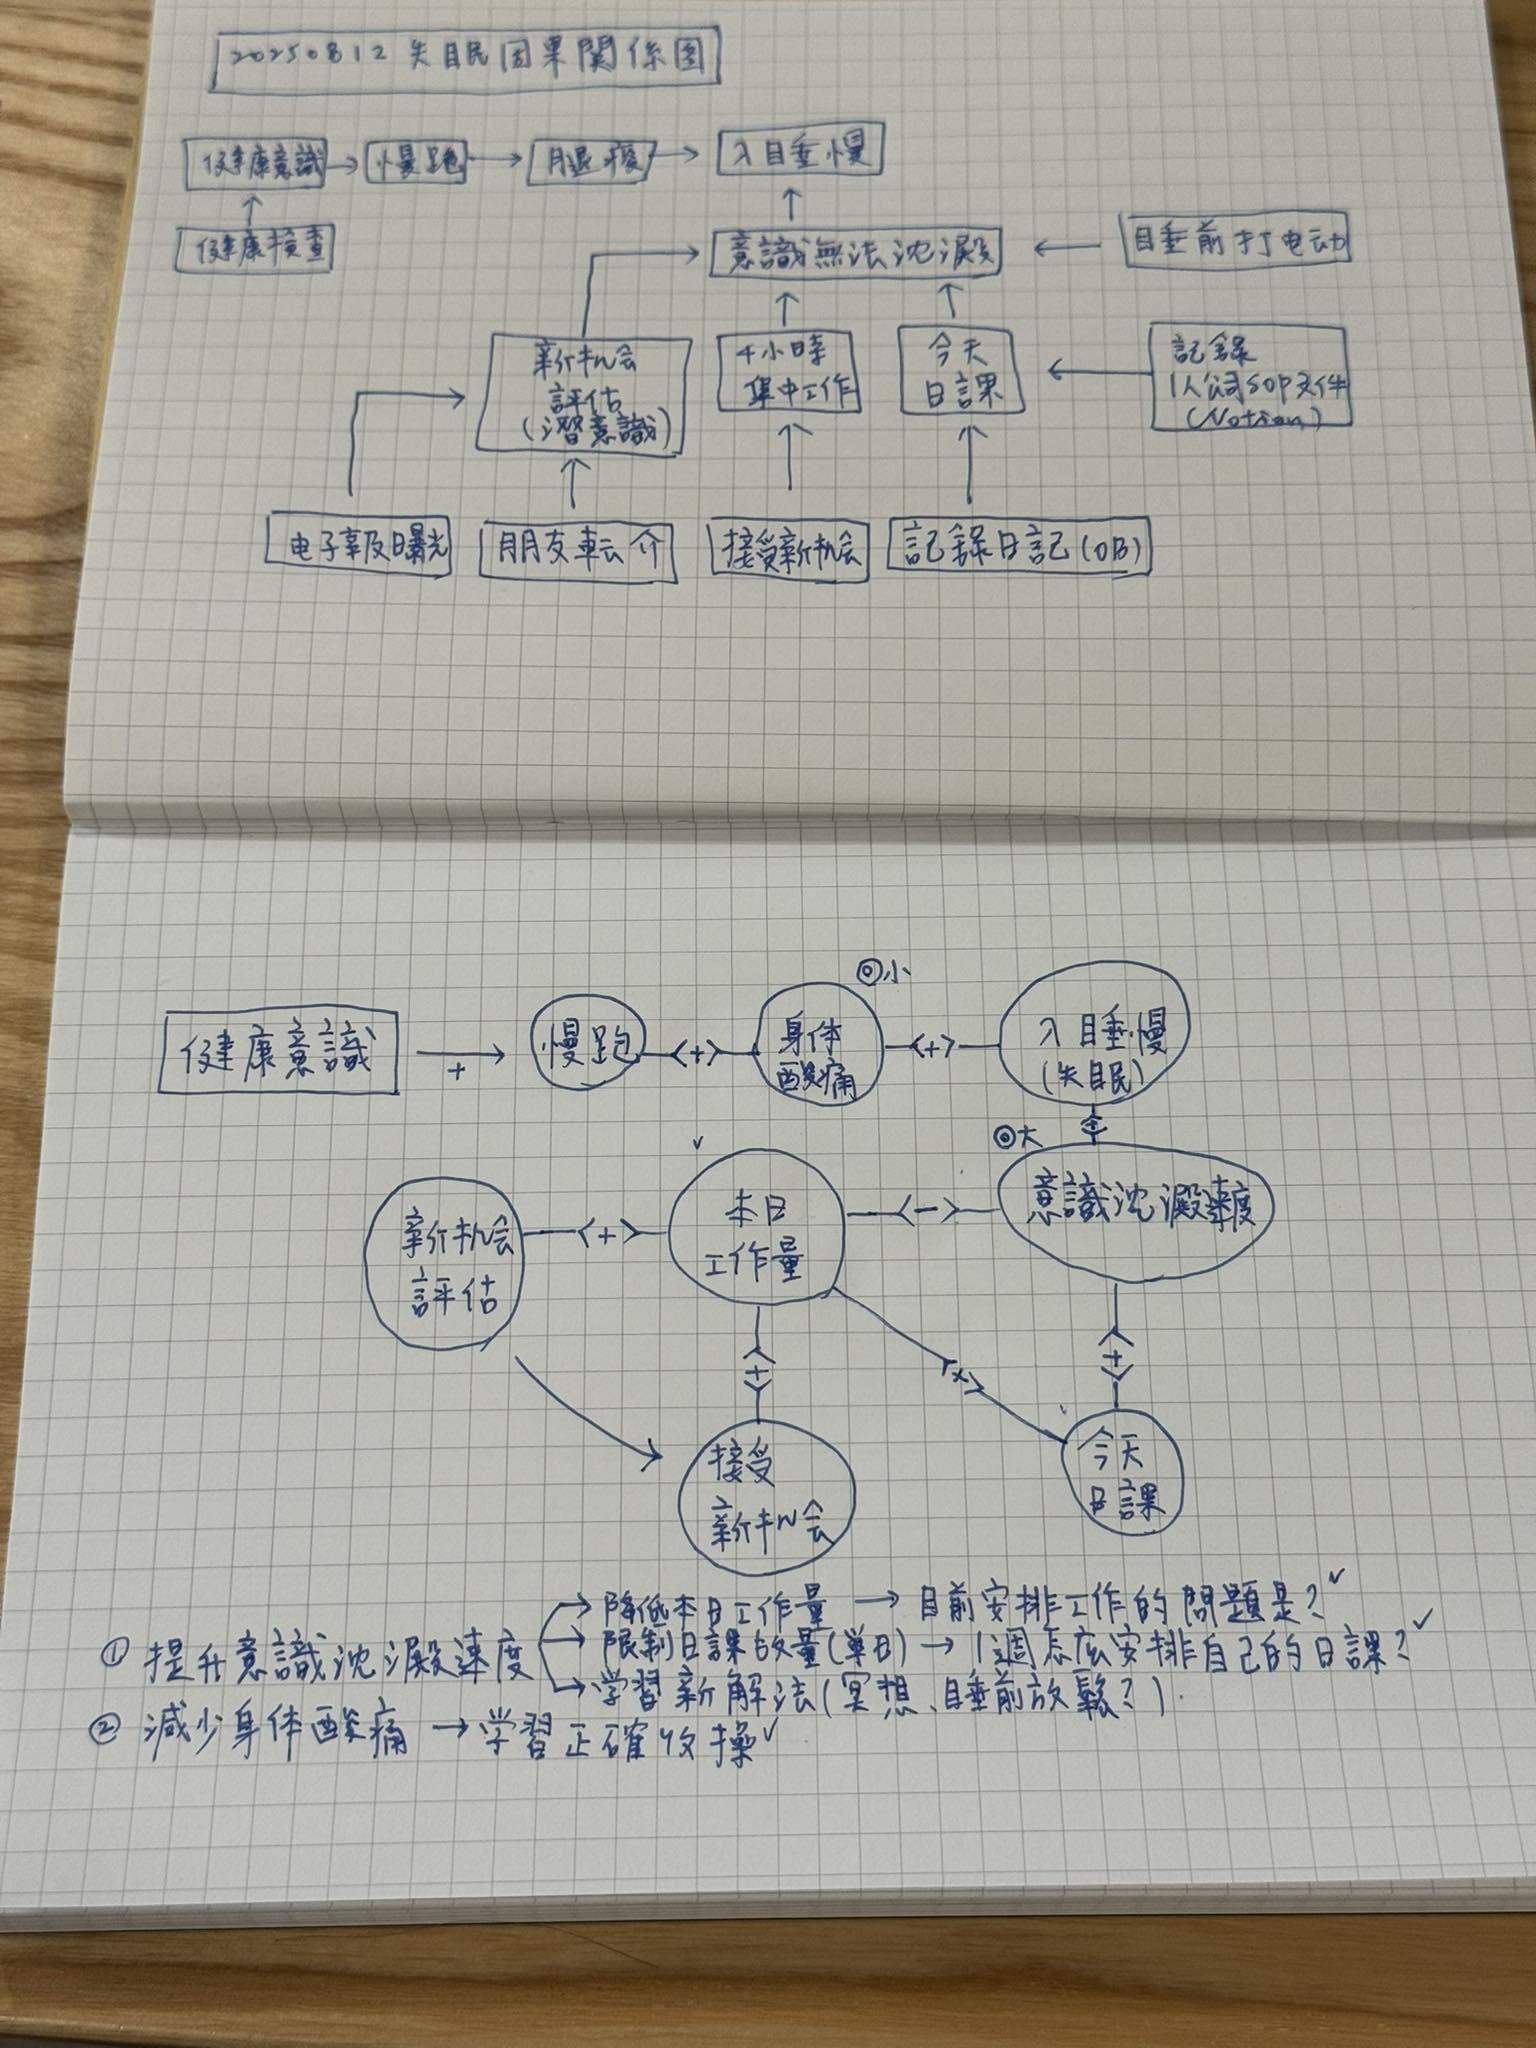 20250812 失眠因果関係図
健康意識
慢跑
腿痠
入睡慢
健康検查
意識無法沈澱
睡前打电动
新机会
評估
(潛意識)
4小時
集中工作
今天
日課
記録
1人公司SOP文件
(Notion)
电子報曝光
朋友転介
接受新机会
記録日記(OB)
健康意識
+
慢跑
+
身体
酸痛
◎小
+
入睡慢
(失眠)
+
◎大
意識沈澱速度
新机会
評估
+
本日
工作量
-
+
+
接受
新机会
今天
日課
① 提升意識沈澱速度
降低本日工作量 → 目前安排工作的問題是?
限制日課数量(單日) → 1週怎么安排自己的日課?
学習新解法(冥想、睡前放鬆?).
② 減少身体酸痛 → 学習正確收操